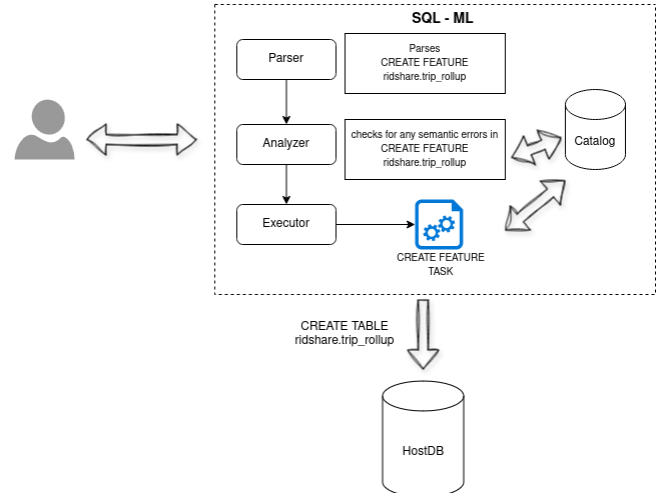 SQL - ML
Parser
Parses
CREATE FEATURE
ridshare.trip_rollup
Analyzer
checks for any semantic errors in
CREATE FEATURE
ridshare.trip_rollup
Catalog
Executor
CREATE FEATURE
TASK
CREATE TABLE
ridshare.trip_rollup
HostDB